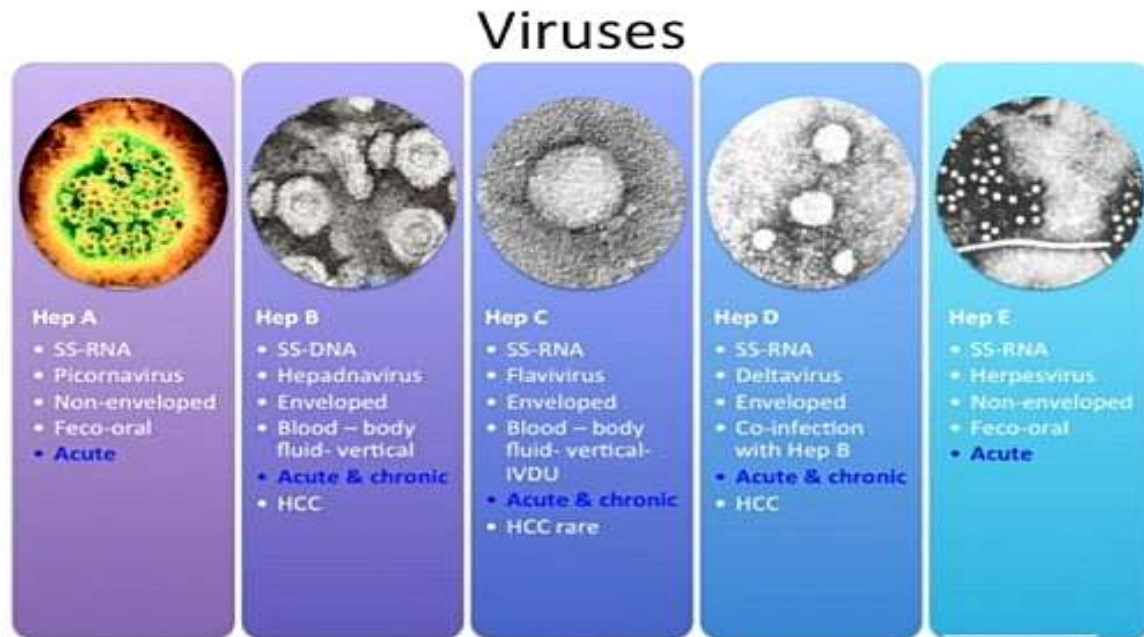 Viruses
Hep A
• SS-RNA
• Picornavirus
• Non-enveloped
• Feco-oral
• Acute
Hep B
• SS-DNA
• Hepadnavirus
• Enveloped
• Blood – body
fluid- vertical
• Acute & chronic
• HCC
Hep C
• SS-RNA
• Flavivirus
• Enveloped
• Blood – body
fluid- vertical-
IVDU
• Acute & chronic
• HCC rare
Hep D
• SS-RNA
• Deltavirus
• Enveloped
• Co-infection
with Hep B
• Acute & chronic
• HCC
Hep E
• SS-RNA
• Herpesvirus
• Non-enveloped
• Feco-oral
• Acute